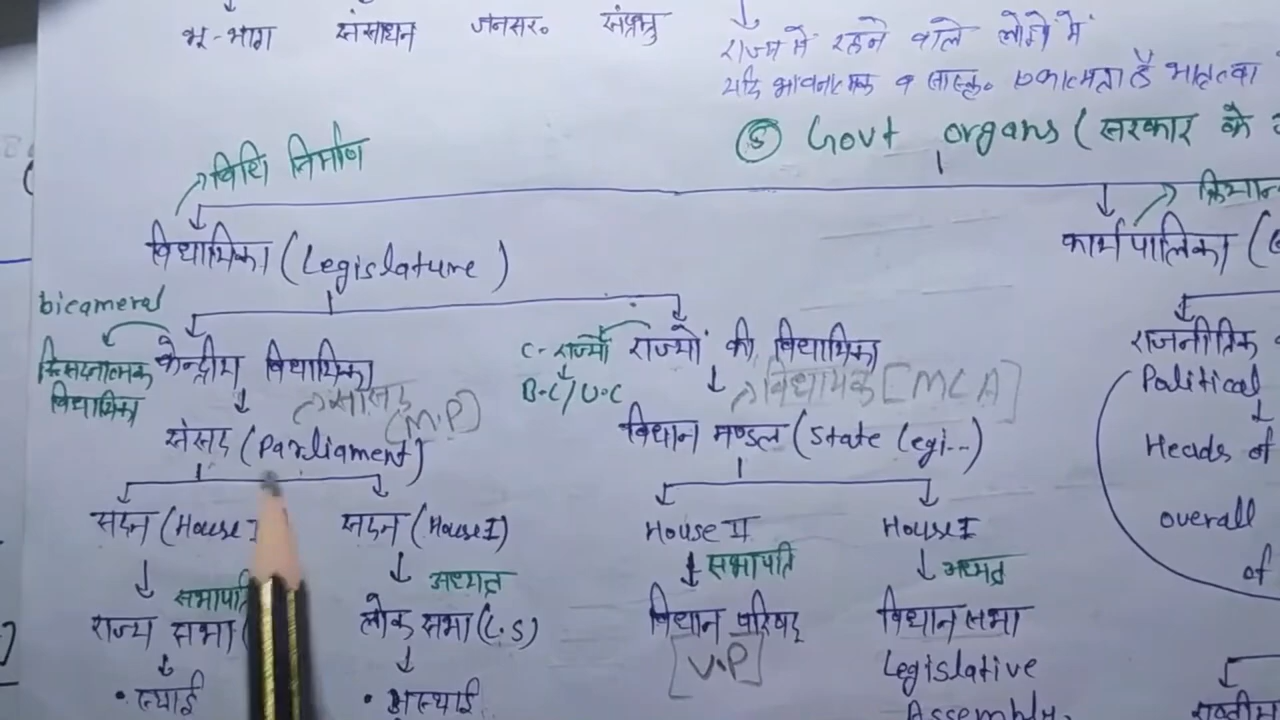 भू-भाग संसाधन जनसं० संप्रभु
राज्य में रहने वाले लोगों में
यदि भावनात्मक व सांस्कृ० एकात्मता है
⑤ Govt organs (सरकार के
विधि निर्माण
विधायिका (Legislature)
कार्यपालिका (
bicameral
द्विसदनात्मक विधायिका
केन्द्रीय विधायिका
C-राज्यों
B.C/U.C
राज्यों की विधायिका
राजनीतिक
सांसद (M.P)
विधायक [MCA]
Political
संसद (Parliament)
विधान मण्डल (State Legi...)
Heads of
सदन (House
सदन (House I)
House II
House I
overall
of
सभापति
अध्यक्ष
सभापति
अध्यक्ष
राज्य सभा
लोक सभा (L.S)
विधान परिषद
[V.P]
विधान सभा
Legislative
Assembly
• स्थाई
• अस्थाई